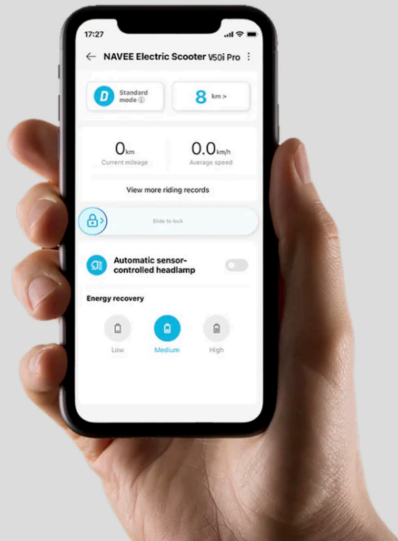 17:27
NAVEE Electric Scooter V50i Pro
D
Standard
mode
8 km >
0km
0.0km/h
Current mileage
Average speed
View more riding records
Slide to lock
Automatic sensor-
controlled headlamp
Energy recovery
Low
Medium
High